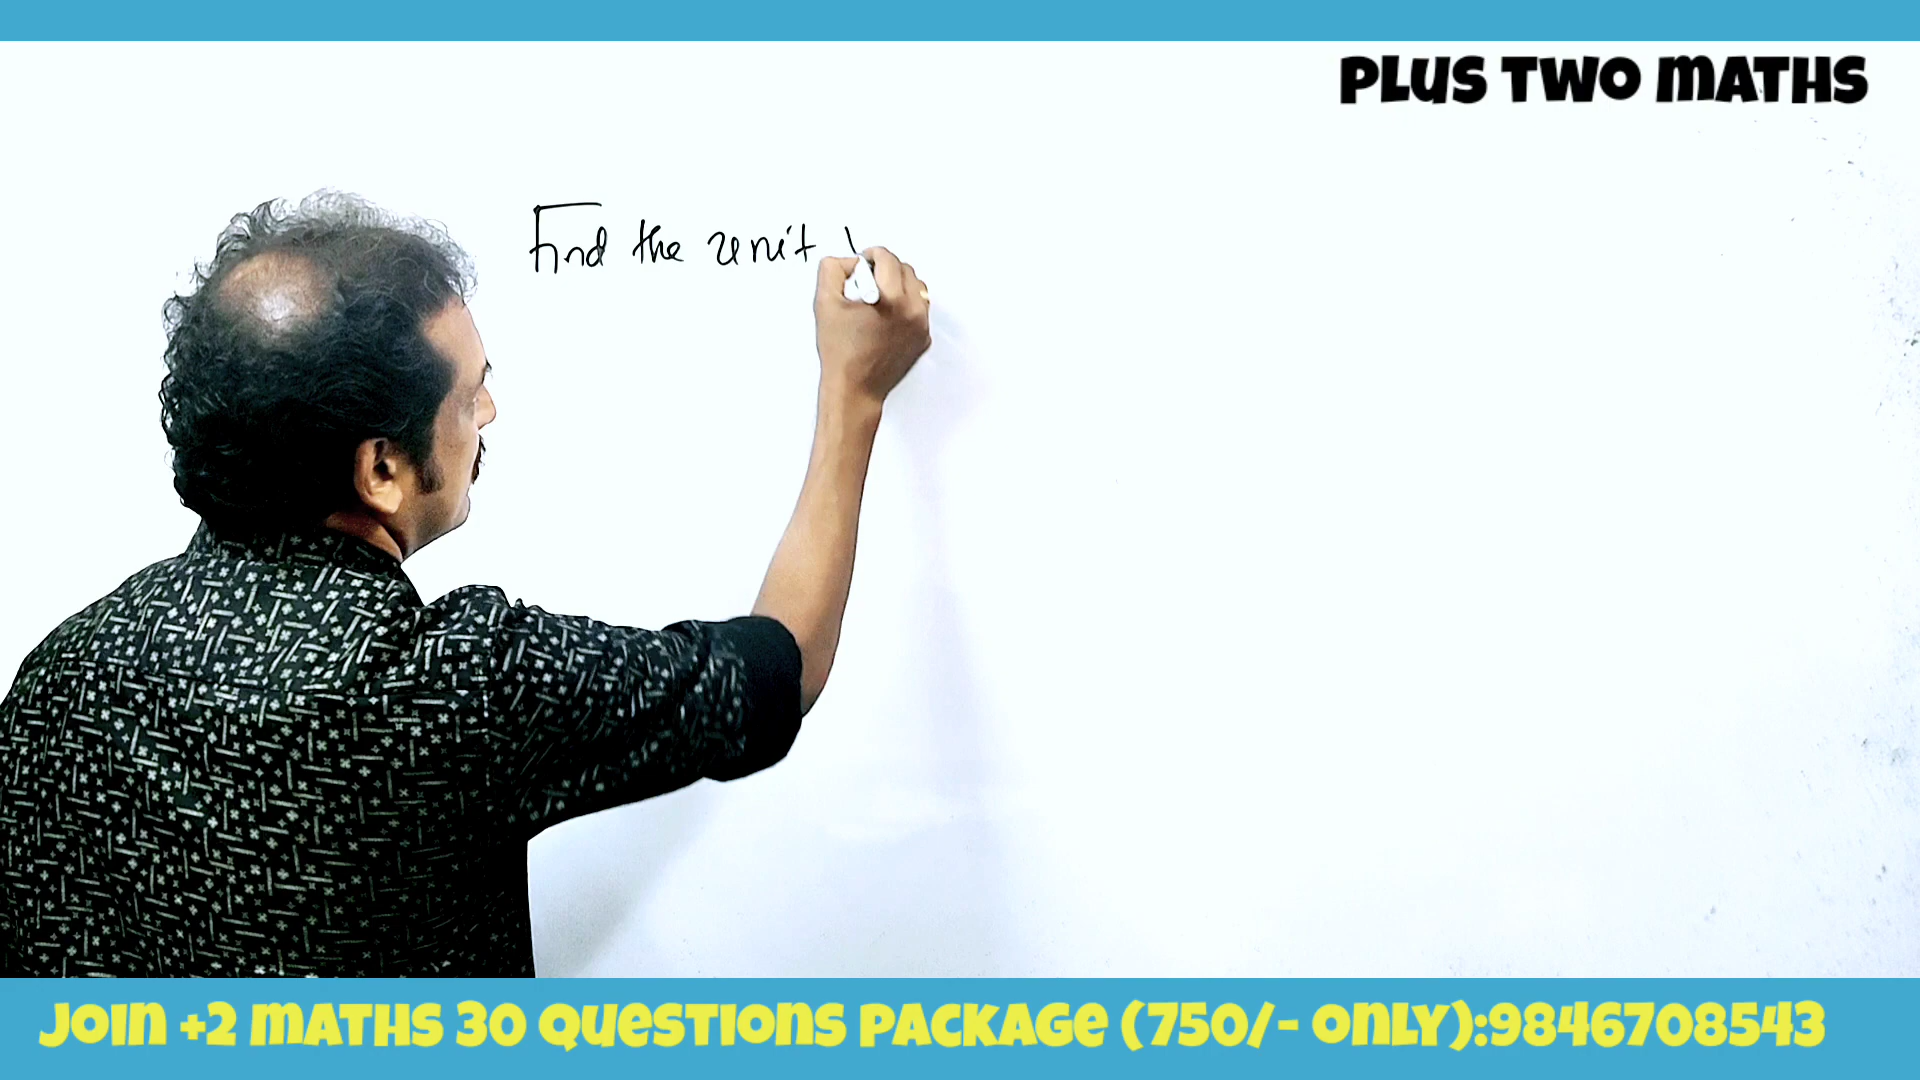 PLUS TWO MATHS
Find the unit
JOIN +2 MATHS 30 QUESTIONS PACKAGE (750/- ONLY):9846708543